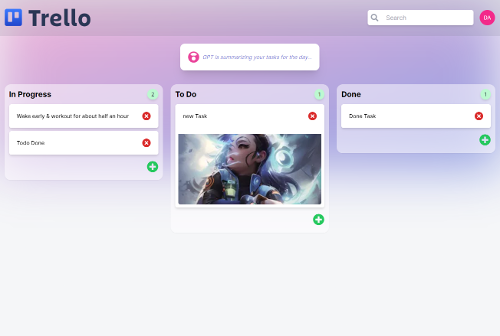 Trello
Search
DA
GPT is summarizing your tasks for the day...
In Progress
2
Wake early & workout for about half an hour
Todo Done
To Do
1
new Task
Done
1
Done Task